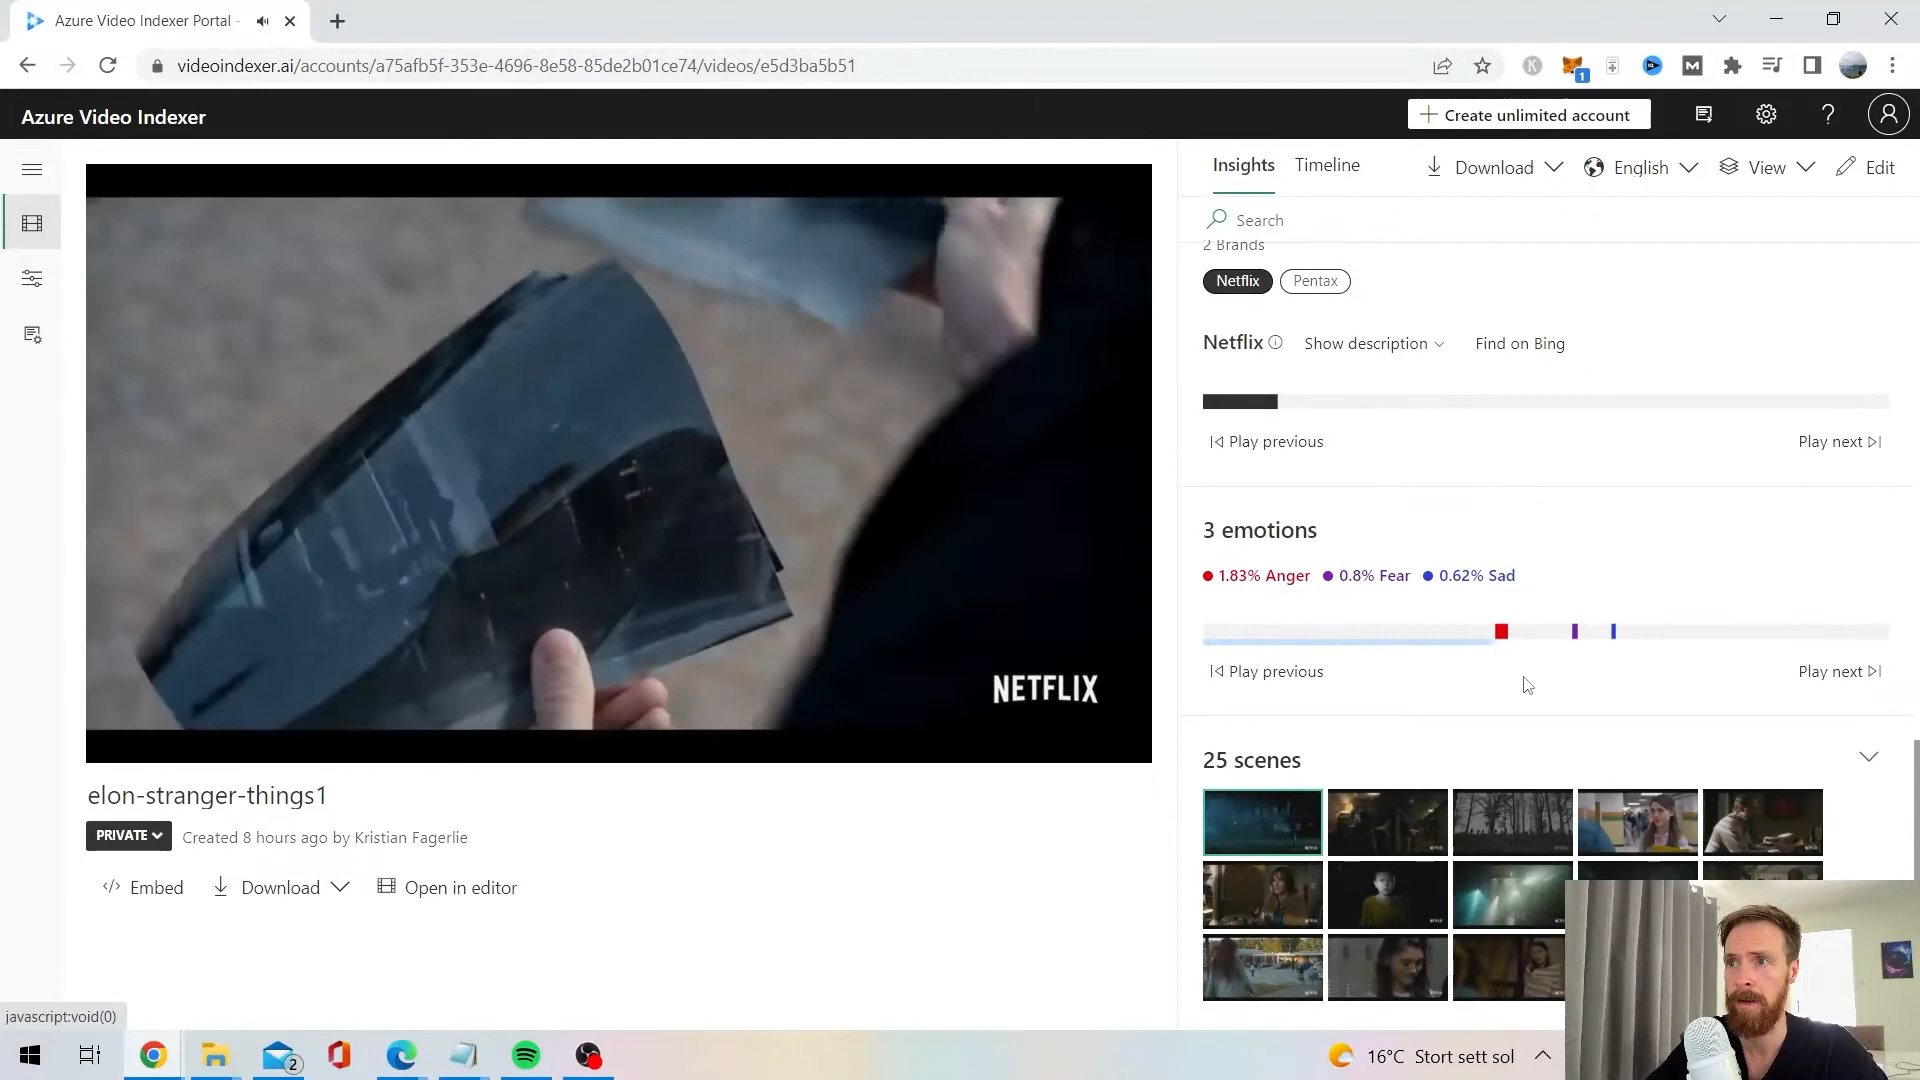 Azure Video Indexer Portal -
videoindexer.ai/accounts/a75afb5f-353e-4696-8e58-85de2b01ce74/videos/e5d3ba5b51
K
1
M
Azure Video Indexer
Create unlimited account
?
Insights
Timeline
Download
English
View
Edit
Search
2 Brands
Netflix
Pentax
Netflix
Show description
Find on Bing
Play previous
Play next
3 emotions
1.83% Anger
0.8% Fear
0.62% Sad
Play previous
Play next
25 scenes
NETFLIX
elon-stranger-things1
PRIVATE
Created 8 hours ago by Kristian Fagerlie
</> Embed
Download
Open in editor
javascript:void(0)
2
16°C Stort sett sol